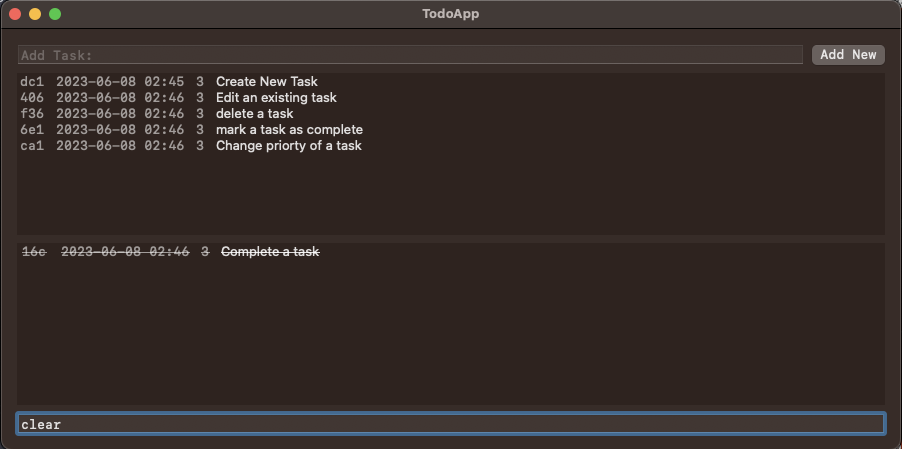 TodoApp
Add Task:
Add New
dc1 2023-06-08 02:45 3 Create New Task
406 2023-06-08 02:46 3 Edit an existing task
f36 2023-06-08 02:46 3 delete a task
6e1 2023-06-08 02:46 3 mark a task as complete
ca1 2023-06-08 02:46 3 Change priorty of a task
16c 2023-06-08 02:46 3 Complete a task
clear